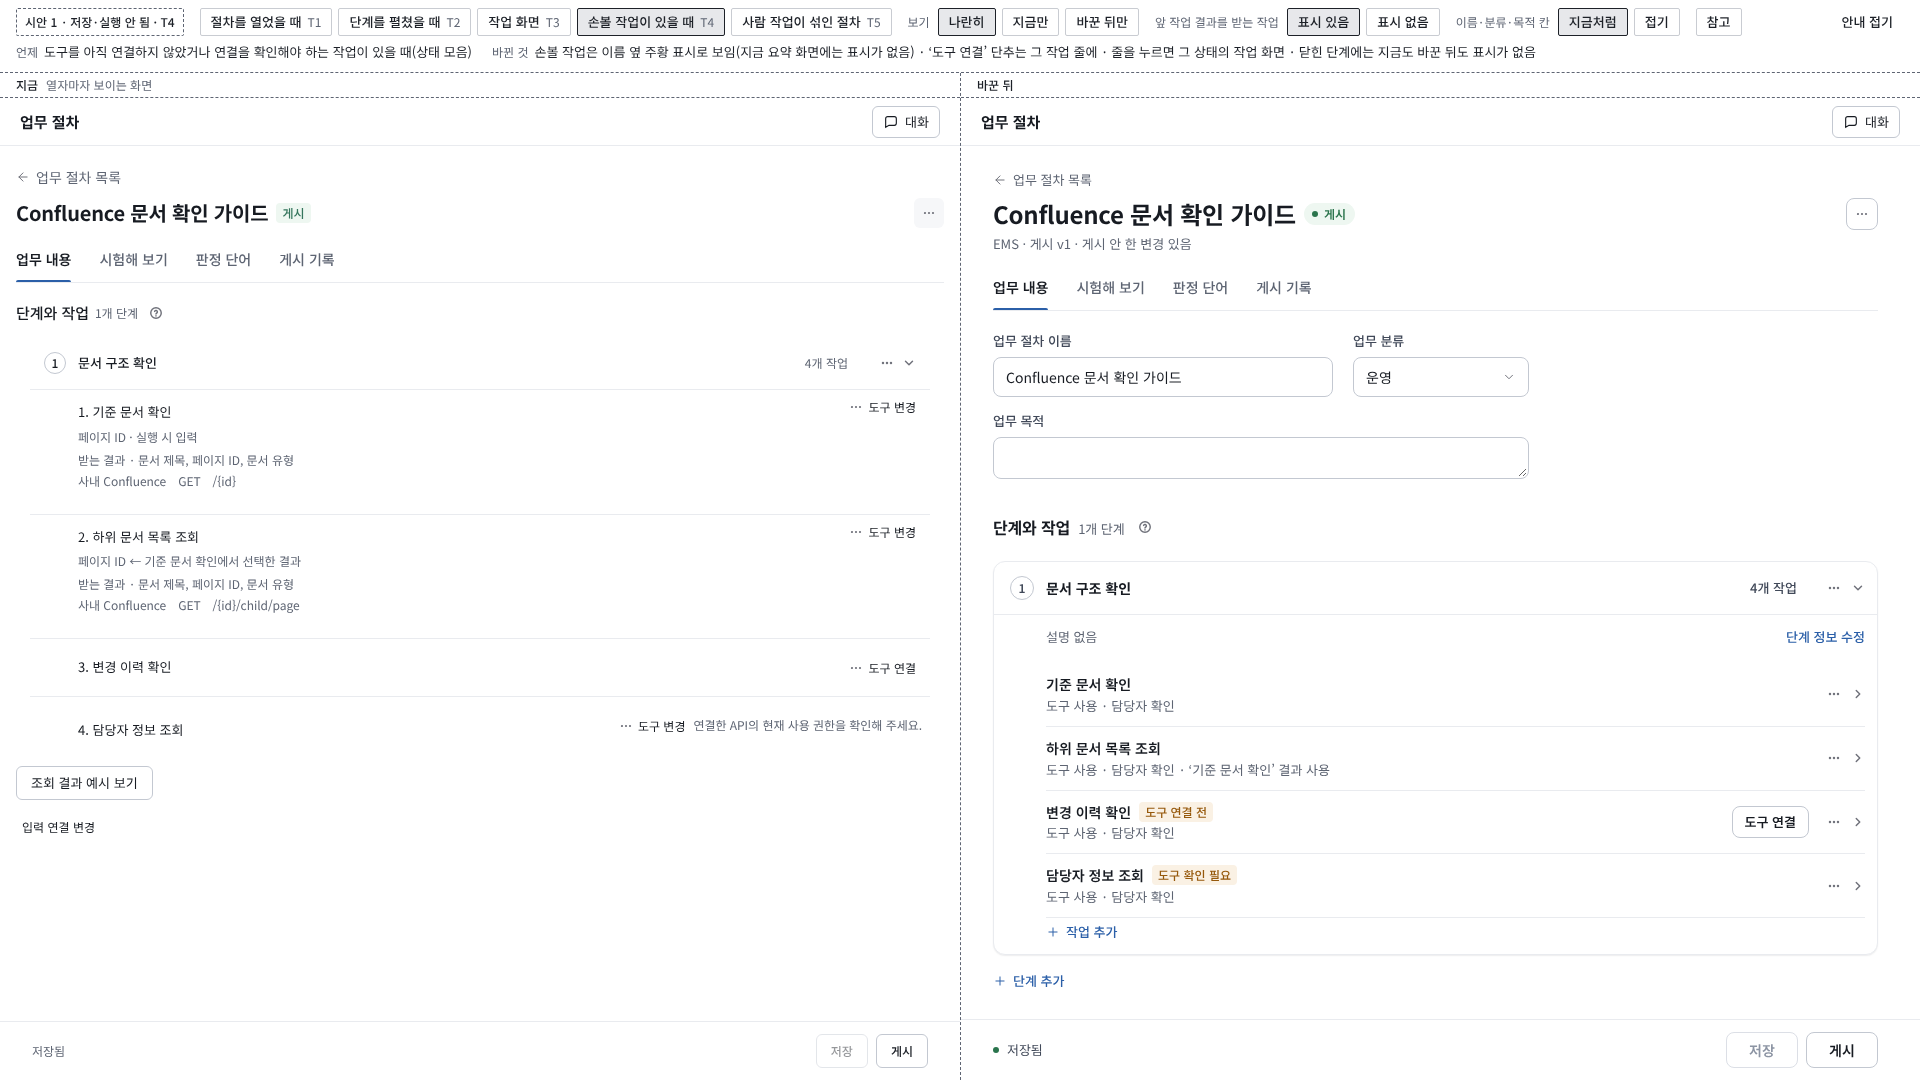 시안 1 · 저장·실행 안 됨 · T4 절차를 열었을 때 T1 단계를 펼쳤을 때 T2 작업 화면 T3 손볼 작업이 있을 때 T4 사람 작업이 섞인 절차 T5 보기 나란히 지금만 바꾼 뒤만 앞 작업 결과를 받는 작업 표시 있음 표시 없음 이름·분류·목적 칸 지금처럼 접기 참고 안내 접기
언제 도구를 아직 연결하지 않았거나 연결을 확인해야 하는 작업이 있을 때(상태 모음) 바뀐 것 손볼 작업은 이름 옆 주황 표시로 보임(지금 요약 화면에는 표시가 없음) · ‘도구 연결’ 단추는 그 작업 줄에 · 줄을 누르면 그 상태의 작업 화면 · 닫힌 단계에는 지금도 바꾼 뒤도 표시가 없음
지금 열자마자 보이는 화면
업무 절차
대화
← 업무 절차 목록
Confluence 문서 확인 가이드 게시
업무 내용 시험해 보기 판정 단어 게시 기록
단계와 작업 1개 단계
1 문서 구조 확인 4개 작업
1. 기준 문서 확인 ··· 도구 변경
페이지 ID · 실행 시 입력
받는 결과 · 문서 제목, 페이지 ID, 문서 유형
사내 Confluence GET /{id}
2. 하위 문서 목록 조회 ··· 도구 변경
페이지 ID ← 기준 문서 확인에서 선택한 결과
받는 결과 · 문서 제목, 페이지 ID, 문서 유형
사내 Confluence GET /{id}/child/page
3. 변경 이력 확인 ··· 도구 연결
4. 담당자 정보 조회 ··· 도구 변경 연결한 API의 현재 사용 권한을 확인해 주세요.
조회 결과 예시 보기
입력 연결 변경
저장됨 저장 게시
바꾼 뒤
업무 절차
대화
← 업무 절차 목록
Confluence 문서 확인 가이드 게시
EMS · 게시 v1 · 게시 안 한 변경 있음
업무 내용 시험해 보기 판정 단어 게시 기록
업무 절차 이름 업무 분류
Confluence 문서 확인 가이드 운영
업무 목적
단계와 작업 1개 단계
1 문서 구조 확인 4개 작업
설명 없음 단계 정보 수정
기준 문서 확인
도구 사용 · 담당자 확인
하위 문서 목록 조회
도구 사용 · 담당자 확인 · ‘기준 문서 확인’ 결과 사용
변경 이력 확인 도구 연결 전 도구 연결
도구 사용 · 담당자 확인
담당자 정보 조회 도구 확인 필요
도구 사용 · 담당자 확인
+ 작업 추가
+ 단계 추가
저장됨 저장 게시